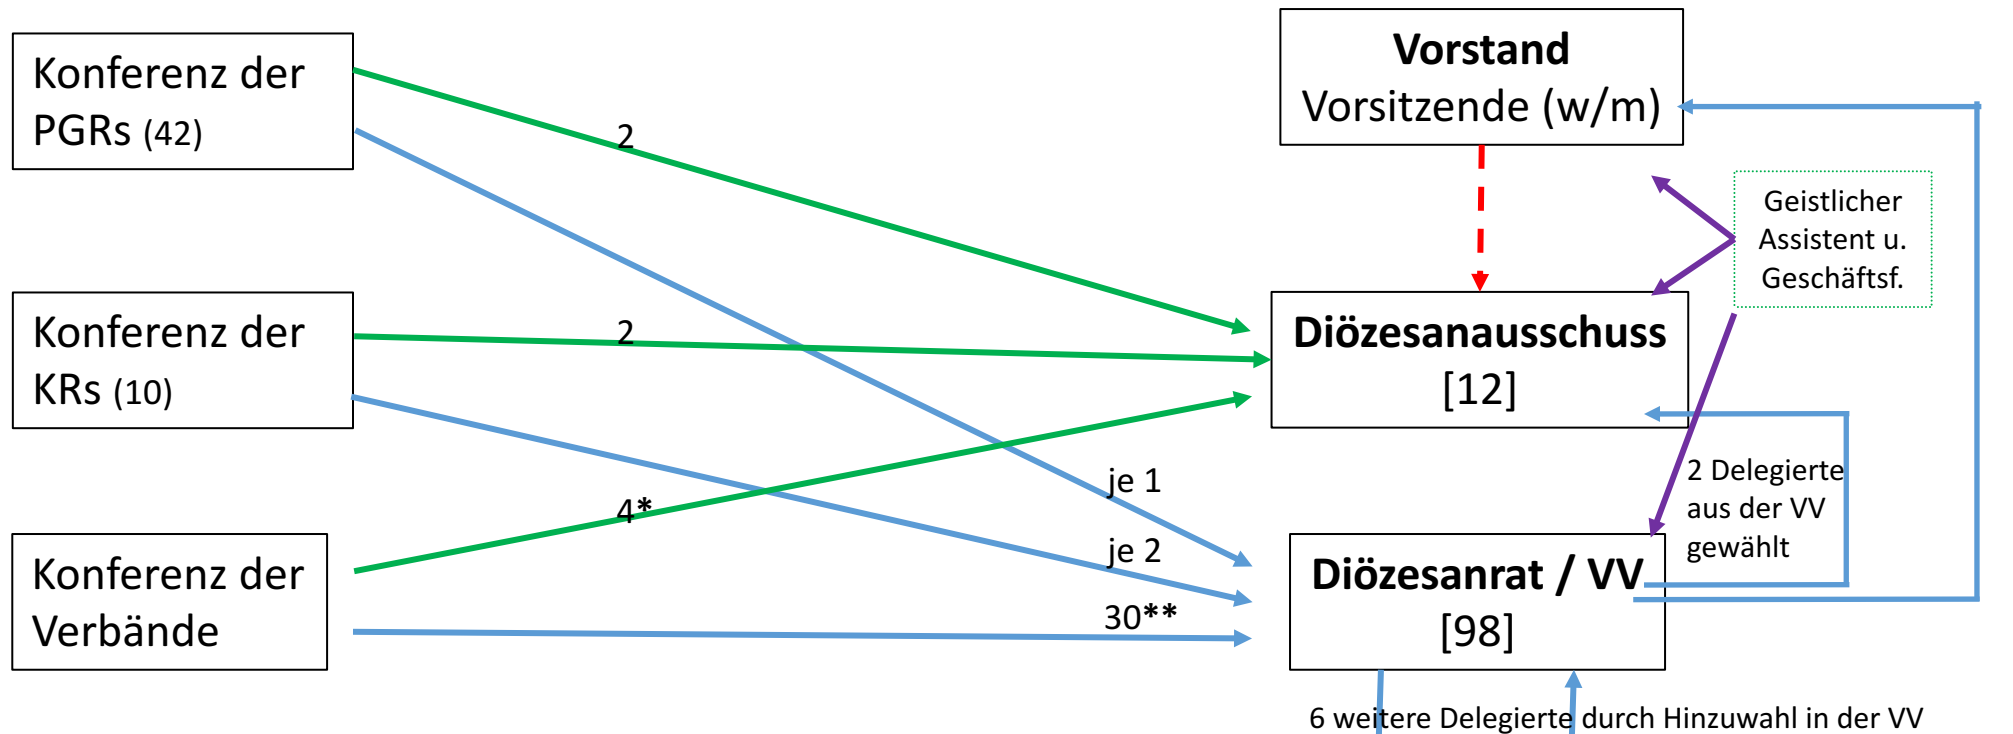 Konferenz der
PGRs (42)
Konferenz der
KRs (10)
Konferenz der
Verbände
2
2
4*
je 1
je 2
30**
Vorstand
Vorsitzende (w/m)
Geistlicher
Assistent u.
Geschäftsf.
Diözesanausschuss
[12]
2 Delegierte
aus der VV
gewählt
Diözesanrat / VV
[98]
6 weitere Delegierte durch Hinzuwahl in der VV